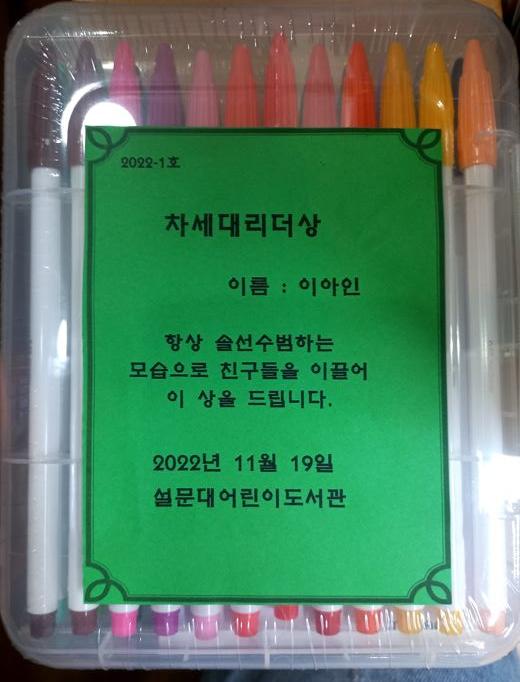 2022-1호
차세대리더상
이름 : 이아인
항상 솔선수범하는
모습으로 친구들을 이끌어
이 상을 드립니다.
2022년 11월 19일
설문대어린이도서관